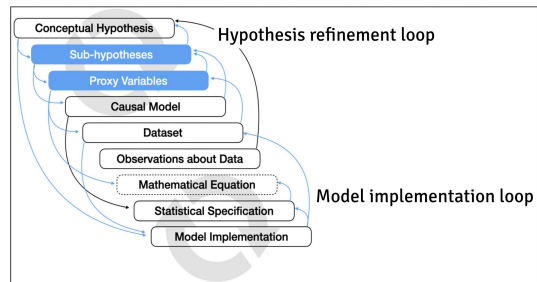 Conceptual Hypothesis
Hypothesis refinement loop
Sub-hypotheses
Proxy Variables
Causal Model
Dataset
Observations about Data
Mathematical Equation
Model implementation loop
Statistical Specification
Model Implementation